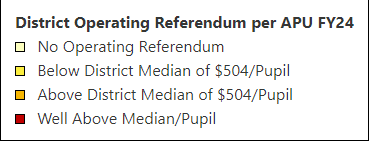 District Operating Referendum per APU FY24
No Operating Referendum
Below District Median of $504/Pupil
Above District Median of $504/Pupil
Well Above Median/Pupil